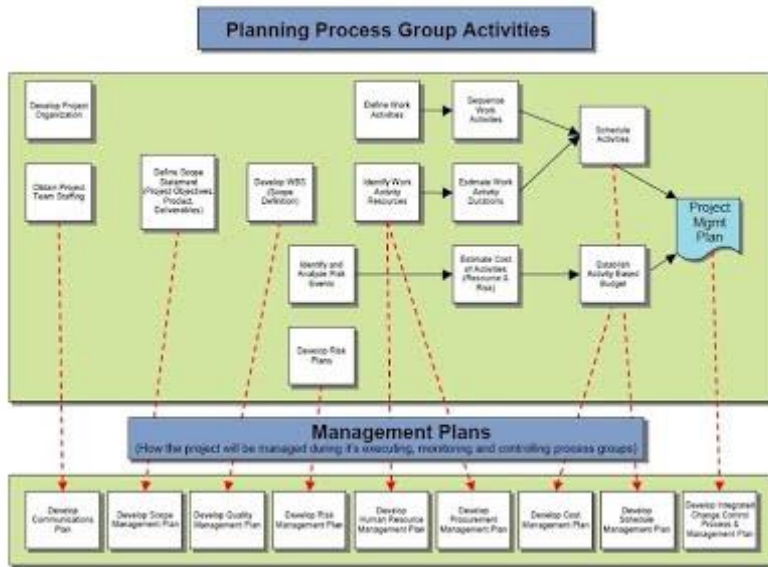 Planning Process Group Activities
Develop Project
Organization
Define Work
Activities
Sequence
Work
Activities
Schedule
Activities
Obtain Project
Team Staffing
Define Scope
Statement
(Project Objectives,
Product,
Deliverables)
Develop WBS
(Scope
Definition)
Identify Work
Activity
Resources
Estimate Work
Activity
Durations
Project
Mgmt
Plan
Identify and
Analyze Risk
Events
Estimate Cost
of Activities
(Resource &
Risk)
Establish
Activity Based
Budget
Develop Risk
Plans
Management Plans
(How the project will be managed during it's executing, monitoring and controlling process groups)
Develop
Communications
Plan
Develop Scope
Management Plan
Develop Quality
Management Plan
Develop Risk
Management Plan
Develop
Human Resource
Management Plan
Develop
Procurement
Management Plan
Develop Cost
Management Plan
Develop
Schedule
Management Plan
Develop Integrated
Change Control
Process &
Management Plan